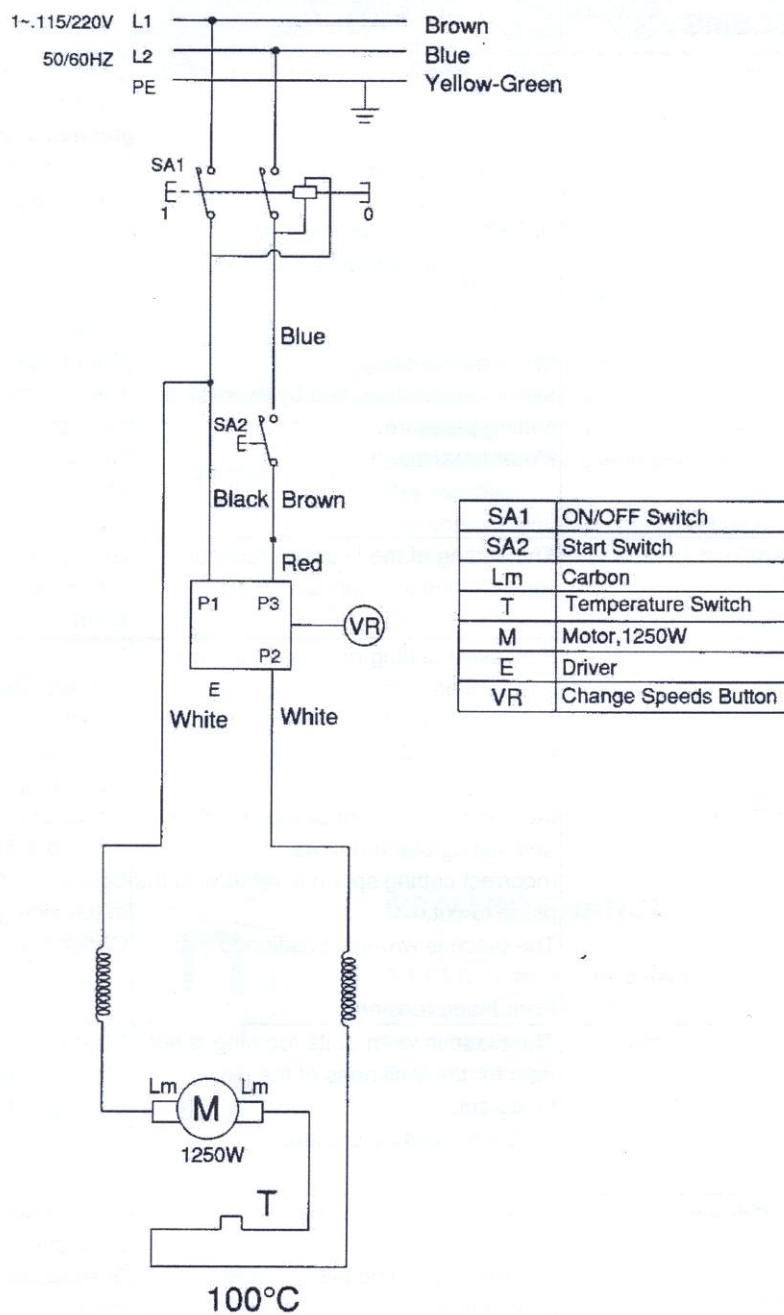 1~.115/220V L1 Brown
50/60HZ L2 Blue
PE Yellow-Green
SA1
1 0
Blue
SA2
Black Brown
Red
P1 P3
VR
P2
E
White White
SA1 ON/OFF Switch
SA2 Start Switch
Lm Carbon
T Temperature Switch
M Motor,1250W
E Driver
VR Change Speeds Button
Lm Lm
M
1250W
T
100°C